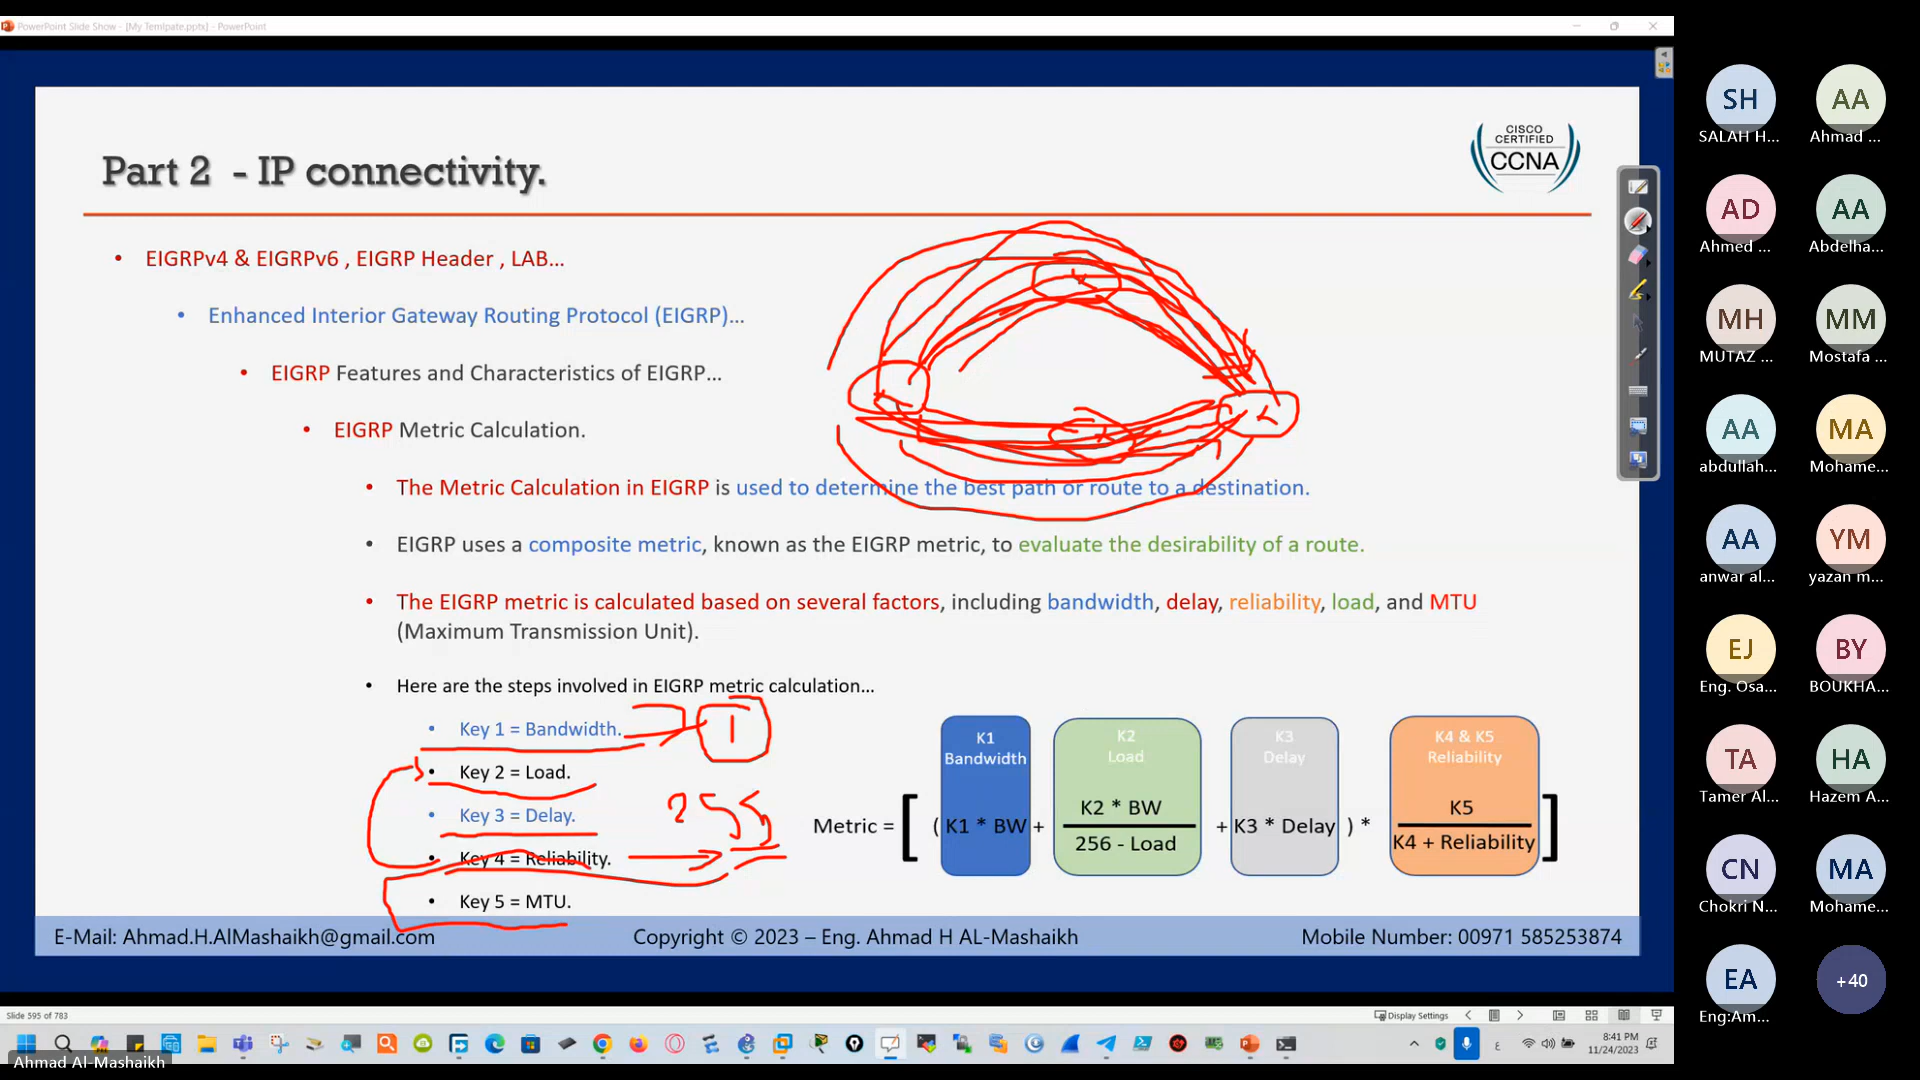 PowerPoint Slide Show - [My Temlpate.pptx] - PowerPoint
CISCO
CERTIFIED
CCNA
Part 2 - IP connectivity.
• EIGRPv4 & EIGRPv6 , EIGRP Header , LAB...
• Enhanced Interior Gateway Routing Protocol (EIGRP)...
• EIGRP Features and Characteristics of EIGRP...
• EIGRP Metric Calculation.
• The Metric Calculation in EIGRP is used to determine the best path or route to a destination.
• EIGRP uses a composite metric, known as the EIGRP metric, to evaluate the desirability of a route.
• The EIGRP metric is calculated based on several factors, including bandwidth, delay, reliability, load, and MTU
(Maximum Transmission Unit).
• Here are the steps involved in EIGRP metric calculation...
• Key 1 = Bandwidth. 1
• Key 2 = Load.
• Key 3 = Delay. 255
• Key 4 = Reliability.
• Key 5 = MTU.
K1
Bandwidth
K2
Load
K3
Delay
K4 & K5
Reliability
Metric = [ ( K1 * BW + K2 * BW / 256 - Load + K3 * Delay ) * K5 / K4 + Reliability ]
E-Mail: Ahmad.H.AlMashaikh@gmail.com
Copyright © 2023 – Eng. Ahmad H AL-Mashaikh
Mobile Number: 00971 585253874
Slide 595 of 783
Display Settings
8:41 PM
11/24/2023
Ahmad Al-Mashaikh
SH
SALAH H...
AA
Ahmad ...
AD
Ahmed ...
AA
Abdelha...
MH
MUTAZ ...
MM
Mostafa ...
AA
abdullah...
MA
Mohame...
AA
anwar al...
YM
yazan m...
EJ
Eng. Osa...
BY
BOUKHA...
TA
Tamer Al...
HA
Hazem A...
CN
Chokri N...
MA
Mohame...
EA
Eng:Am...
+40